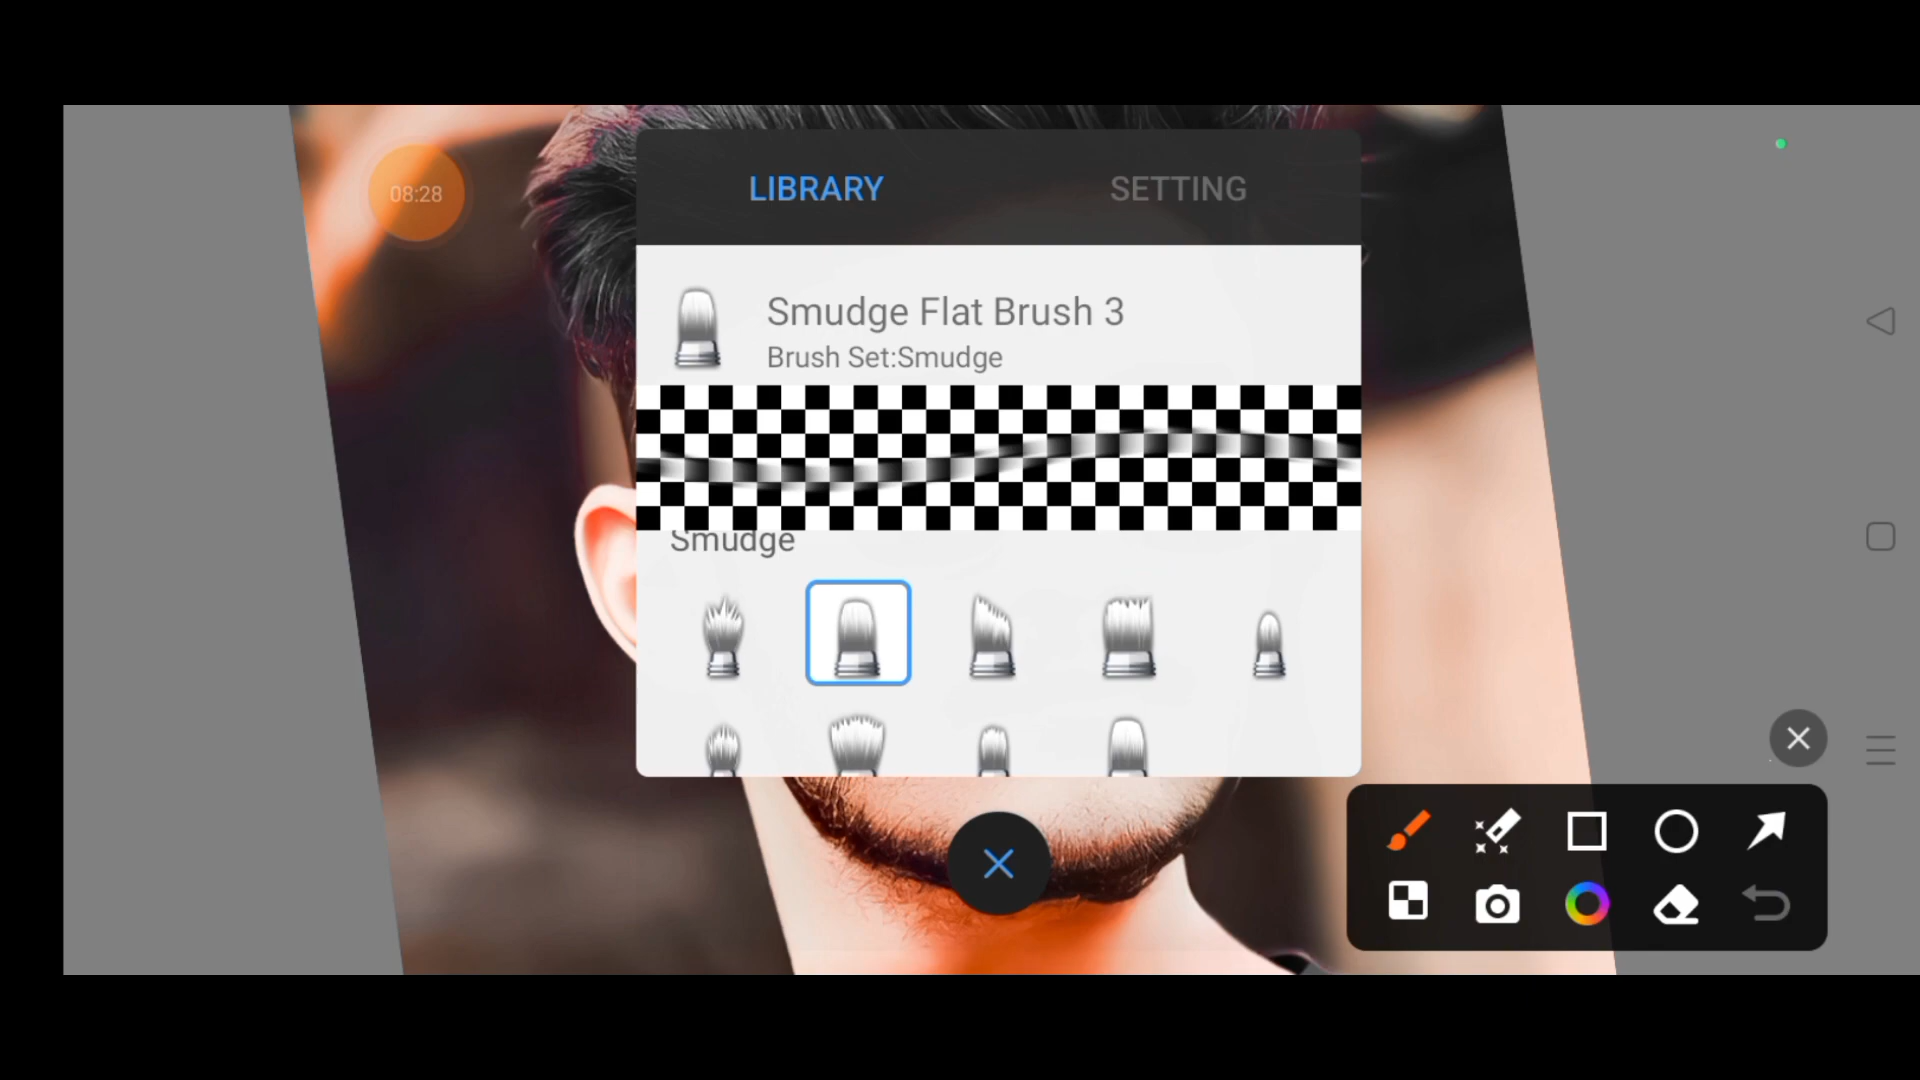 08:28
LIBRARY
SETTING
Smudge Flat Brush 3
Brush Set:Smudge
Smudge